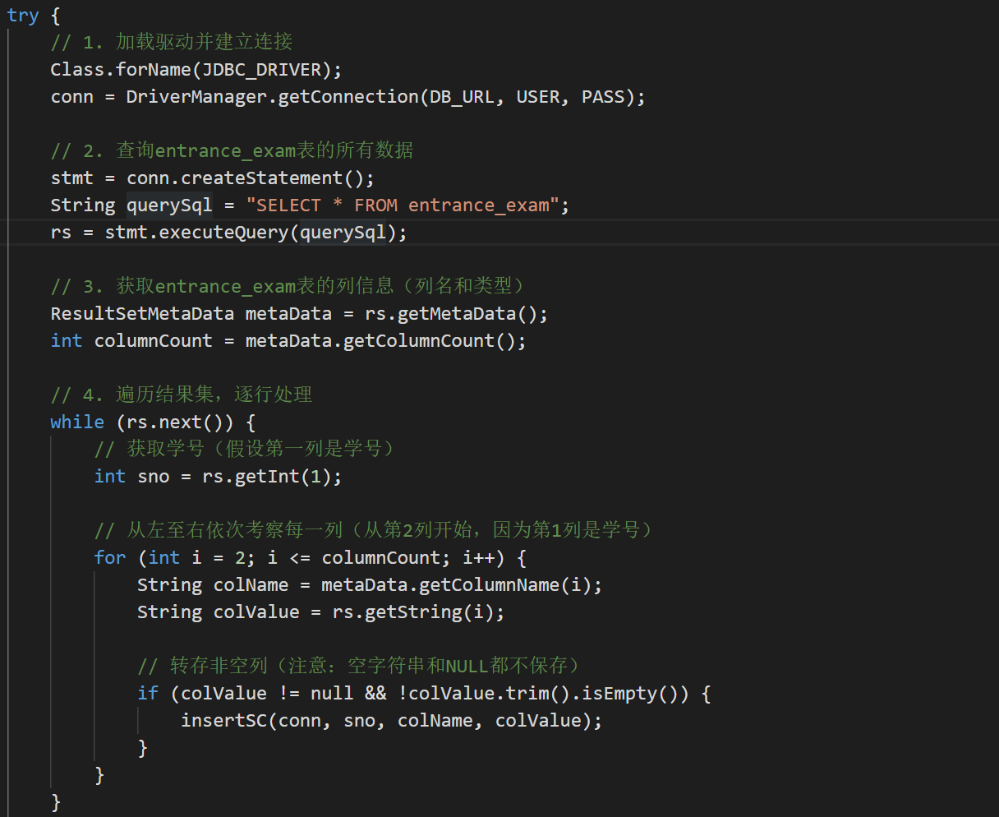 try {
// 1. 加载驱动并建立连接
Class.forName(JDBC_DRIVER);
conn = DriverManager.getConnection(DB_URL, USER, PASS);
// 2. 查询entrance_exam表的所有数据
stmt = conn.createStatement();
String querySql = "SELECT * FROM entrance_exam";
rs = stmt.executeQuery(querySql);
// 3. 获取entrance_exam表的列信息（列名和类型）
ResultSetMetaData metaData = rs.getMetaData();
int columnCount = metaData.getColumnCount();
// 4. 遍历结果集，逐行处理
while (rs.next()) {
// 获取学号（假设第一列是学号）
int sno = rs.getInt(1);
// 从左至右依次考察每一列（从第2列开始，因为第1列是学号）
for (int i = 2; i <= columnCount; i++) {
String colName = metaData.getColumnName(i);
String colValue = rs.getString(i);
// 转存非空列（注意：空字符串和NULL都不保存）
if (colValue != null && !colValue.trim().isEmpty()) {
insertSC(conn, sno, colName, colValue);
}
}
}